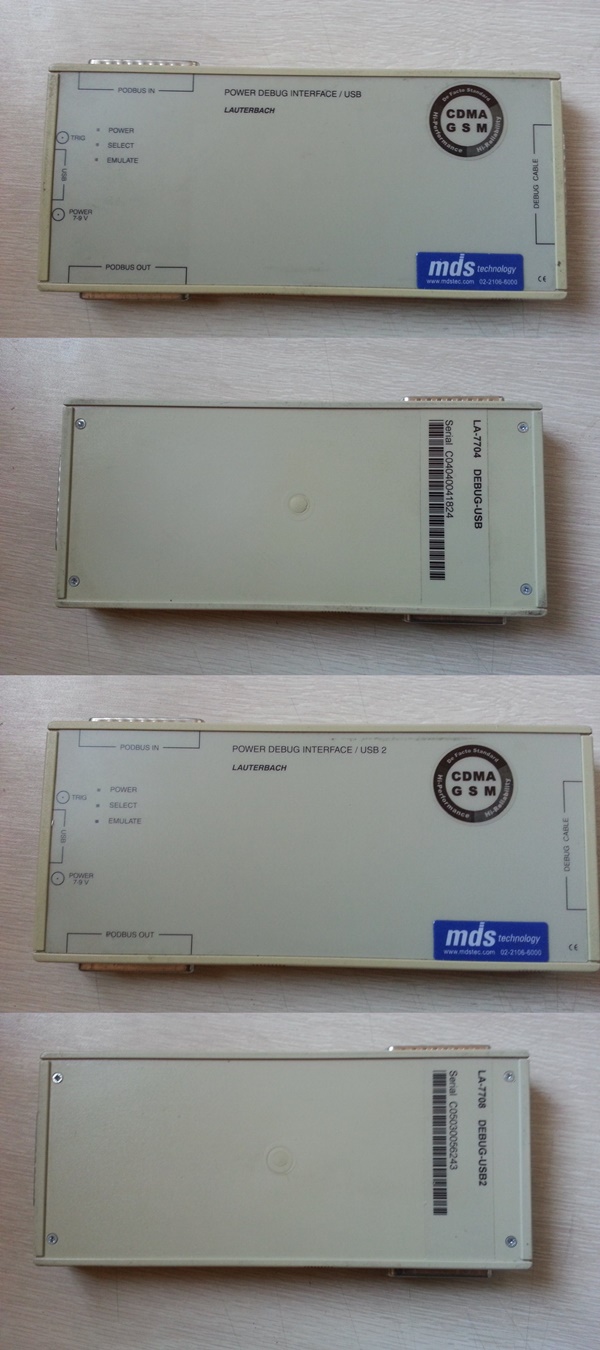 PODBUS IN
POWER DEBUG INTERFACE / USB
LAUTERBACH
De Facto Standard
CDMA
GSM
Hi-Performance
Hi-Reliability
TRIG
POWER
SELECT
EMULATE
USB
POWER
7-9 V
DEBUG CABLE
PODBUS OUT
mds technology
www.mdstec.com 02-2106-6000
CE
LA-7704 DEBUG-USB
Serial C04040041824
PODBUS IN
POWER DEBUG INTERFACE / USB 2
LAUTERBACH
De Facto Standard
CDMA
GSM
Hi-Performance
Hi-Reliability
TRIG
POWER
SELECT
EMULATE
USB
POWER
7-9 V
DEBUG CABLE
PODBUS OUT
mds technology
www.mdstec.com 02-2106-6000
CE
LA-7708 DEBUG-USB2
Serial C05030056243